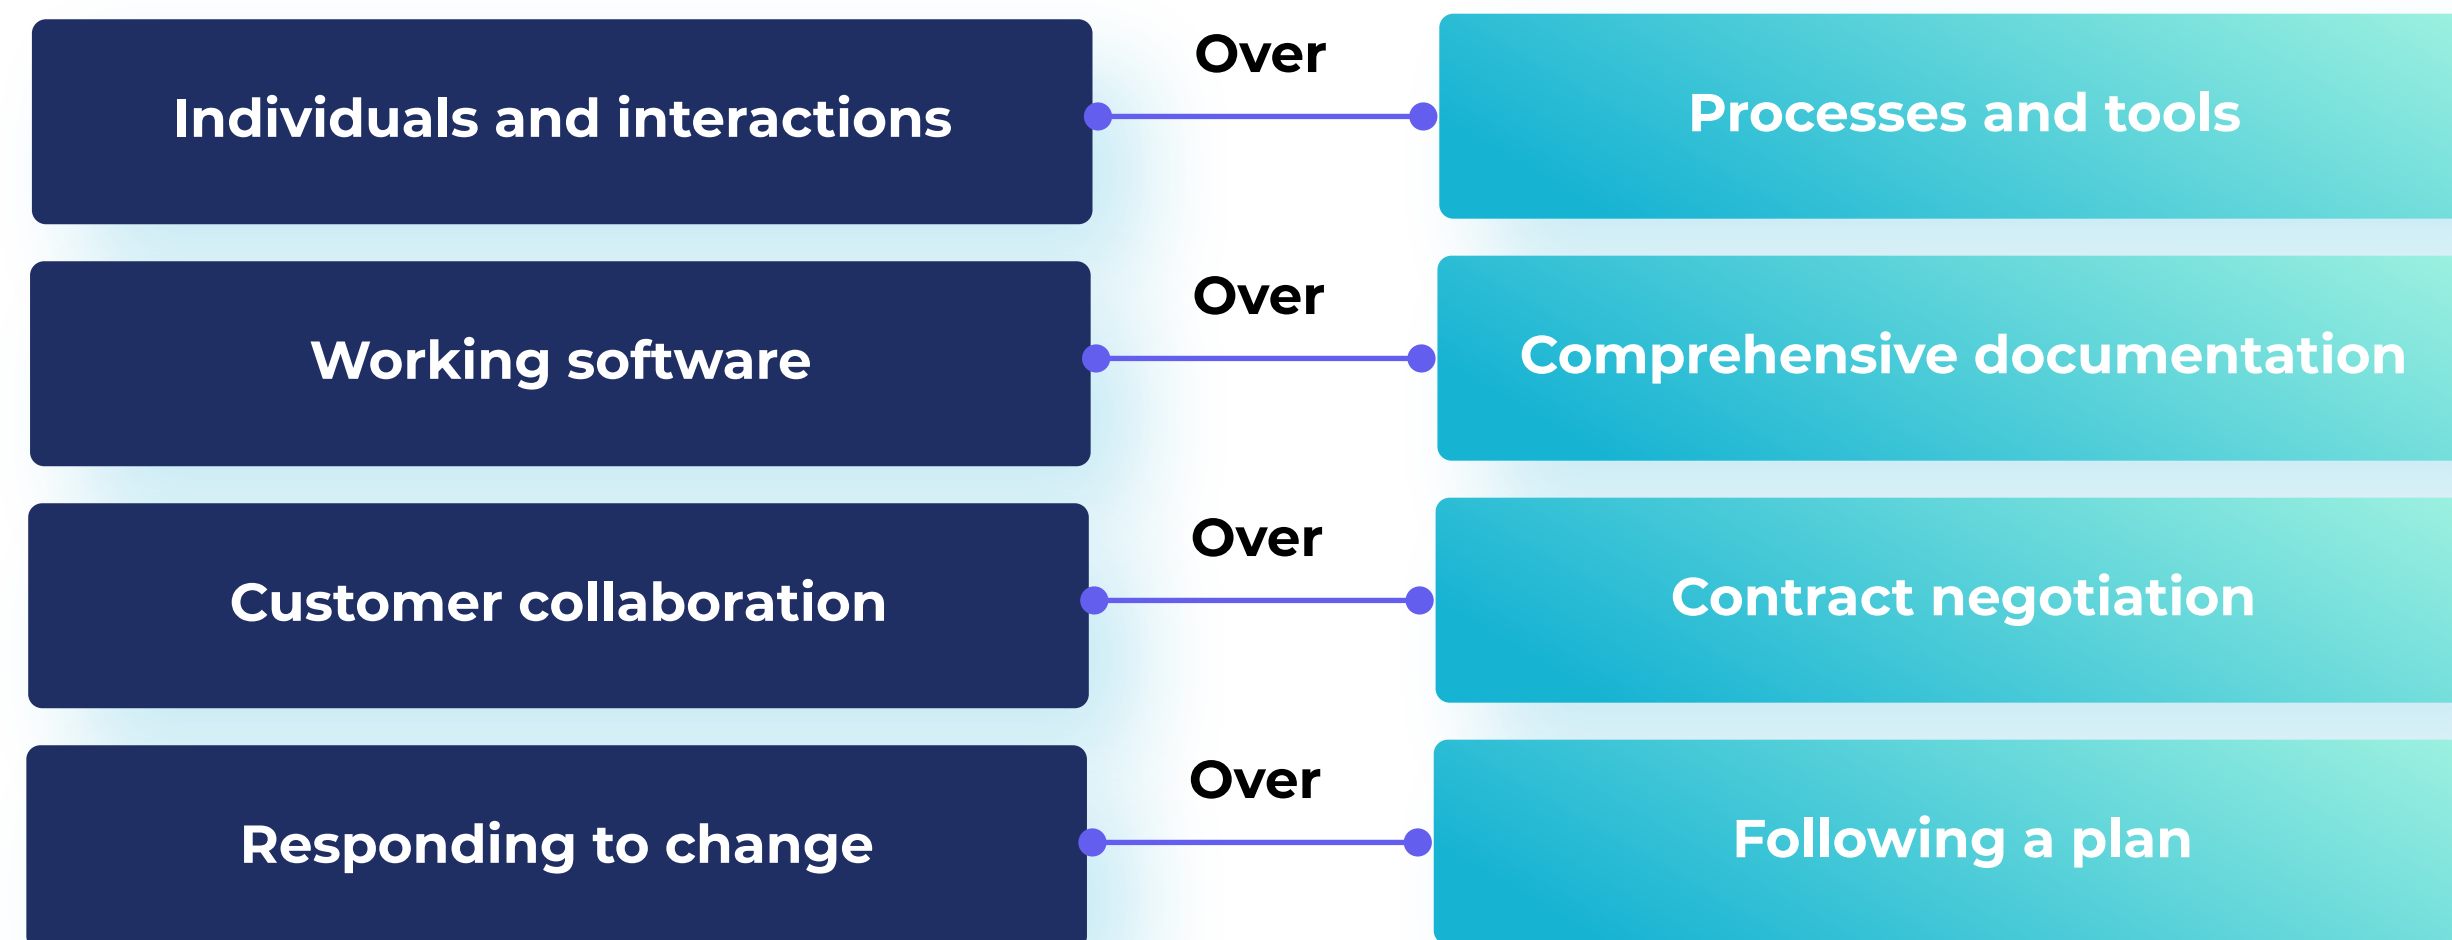 Individuals and interactions
Over
Processes and tools
Working software
Over
Comprehensive documentation
Customer collaboration
Over
Contract negotiation
Responding to change
Over
Following a plan